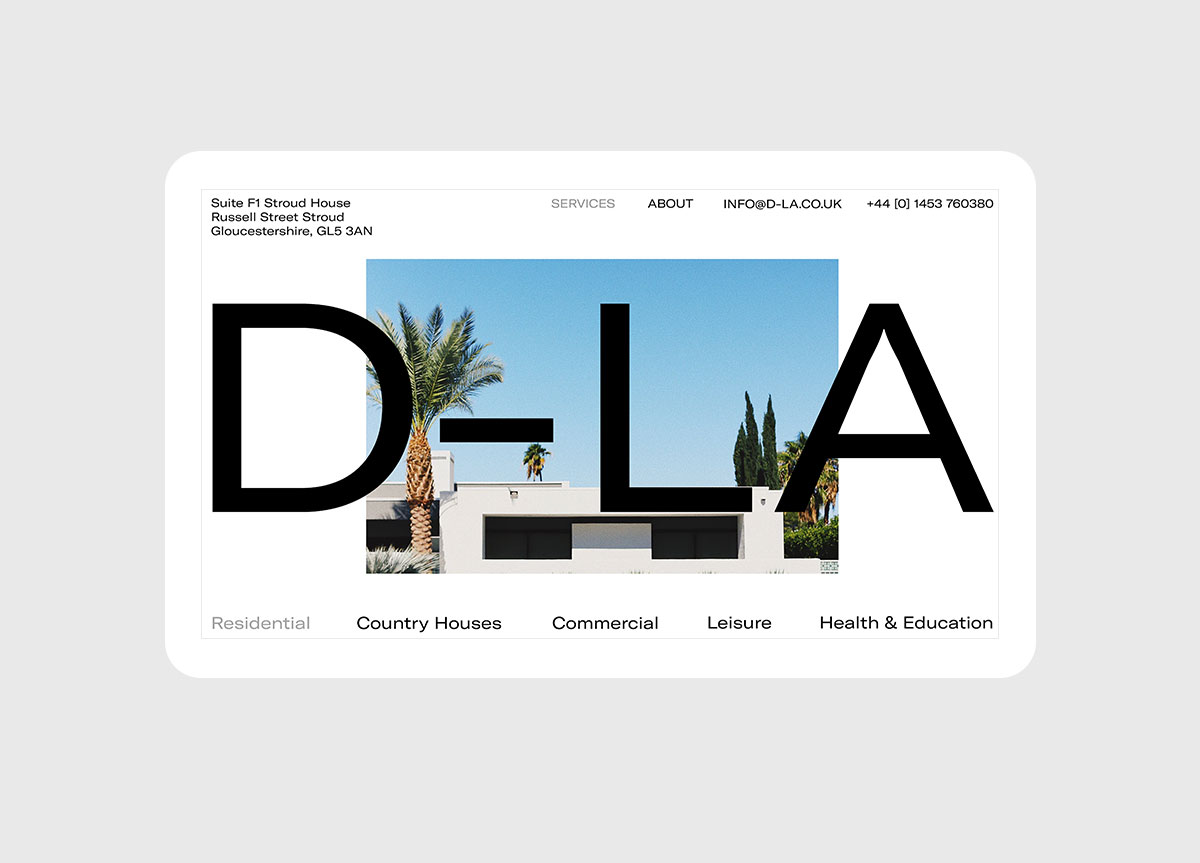 Suite F1 Stroud House
Russell Street Stroud
Gloucestershire, GL5 3AN
SERVICES
ABOUT
INFO@D-LA.CO.UK
+44 [0] 1453 760380
D-LA
Residential
Country Houses
Commercial
Leisure
Health & Education